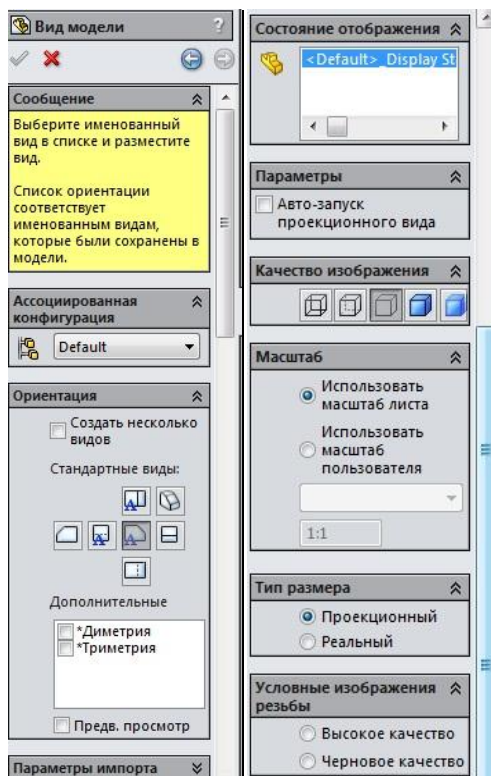 Вид модели
?
Сообщение
Выберите именованный
вид в списке и разместите
вид.
Список ориентации
соответствует
именованным видам,
которые были сохранены в
модели.
Ассоциированная
конфигурация
Default
Ориентация
Создать несколько
видов
Стандартные виды:
A
A
A
Дополнительные
*Диметрия
*Триметрия
Предв. просмотр
Параметры импорта
Состояние отображения
<Default>_Display St
Параметры
Авто-запуск
проекционного вида
Качество изображения
Масштаб
Использовать
масштаб листа
Использовать
масштаб
пользователя
1:1
Тип размера
Проекционный
Реальный
Условные изображения
резьбы
Высокое качество
Черновое качество